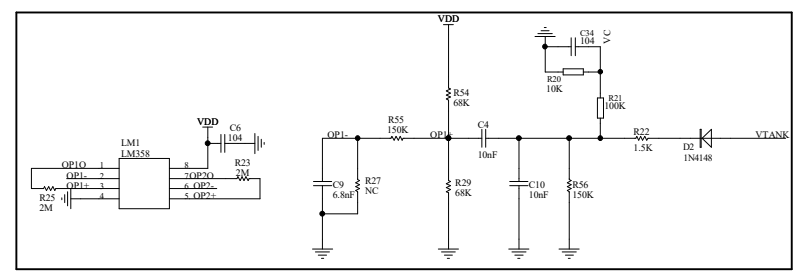 VDD
C34
104
VC
R20
10K
R21
100K
R54
68K
R55
150K
C4
10nF
OP1-
OP1+
R22
1.5K
D2
1N4148
VTANK
VDD
C6
104
LM1
LM358
OP1O 1
OP1- 2
OP1+ 3
4
8
7 OP2O
6 OP2-
5 OP2+
R23
2M
R25
2M
C9
6.8nF
R27
NC
R29
68K
C10
10nF
R56
150K